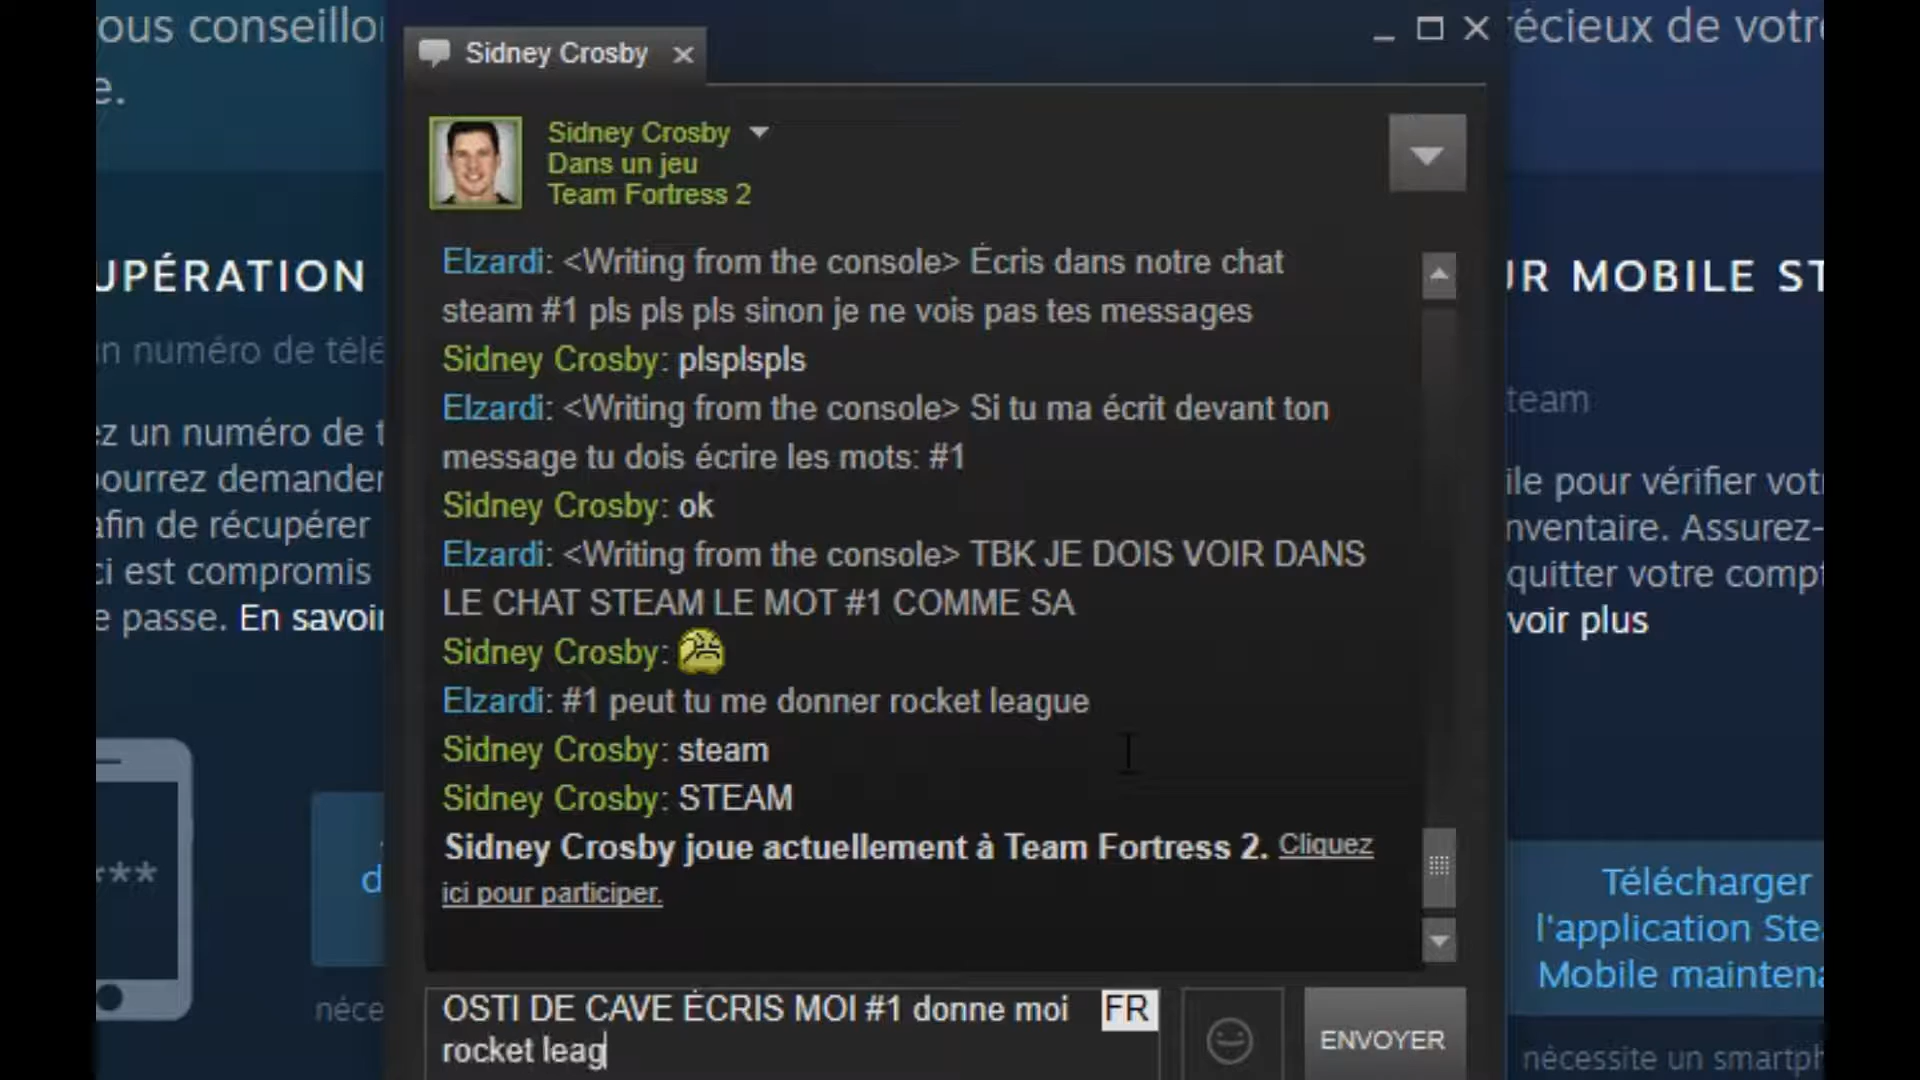 ous conseillo
e.
écieux de votr
Sidney Crosby
Sidney Crosby
Dans un jeu
Team Fortress 2
Elzardi: <Writing from the console> Écris dans notre chat
steam #1 pls pls pls sinon je ne vois pas tes messages
Sidney Crosby: plsplspls
Elzardi: <Writing from the console> Si tu ma écrit devant ton
message tu dois écrire les mots: #1
Sidney Crosby: ok
Elzardi: <Writing from the console> TBK JE DOIS VOIR DANS
LE CHAT STEAM LE MOT #1 COMME SA
Sidney Crosby:
Elzardi: #1 peut tu me donner rocket league
Sidney Crosby: steam
Sidney Crosby: STEAM
Sidney Crosby joue actuellement à Team Fortress 2. Cliquez
ici pour participer.
OSTI DE CAVE ÉCRIS MOI #1 donne moi
rocket leag
FR
ENVOYER
UPÉRATION
n numéro de télé
z un numéro de t
ourrez demander
afin de récupérer
ci est compromis
e passe. En savoir
***
d
néce
UR MOBILE ST
team
ile pour vérifier vot
nventaire. Assurez-
quitter votre comp
voir plus
Télécharger
l'application Ste
Mobile mainten
nécessite un smartph